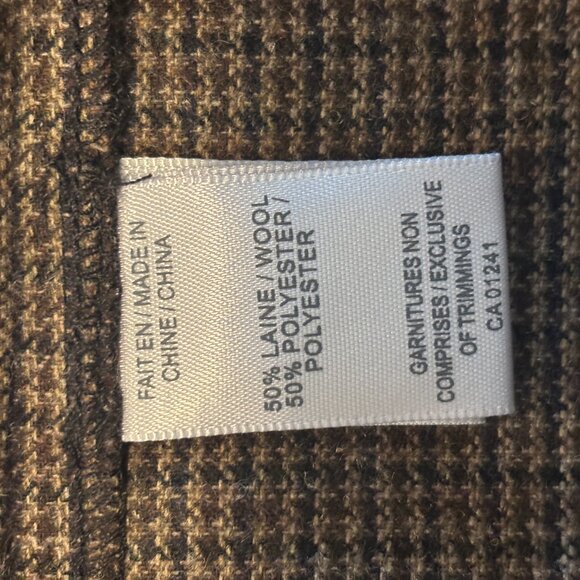 FAIT EN / MADE IN
CHINE / CHINA
50% LAINE / WOOL
50% POLYESTER /
POLYESTER
GARNITURES NON
COMPRISES / EXCLUSIVE
OF TRIMMINGS
CA 01241